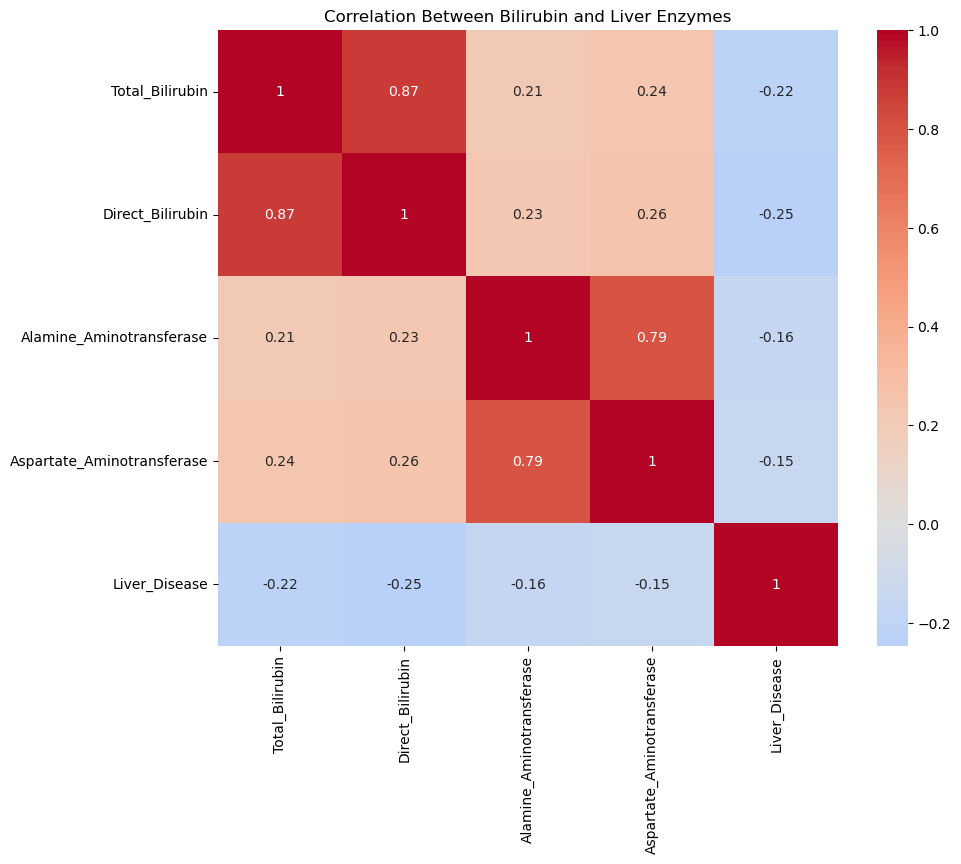 Correlation Between Bilirubin and Liver Enzymes
Total_Bilirubin 1 0.87 0.21 0.24 -0.22
Direct_Bilirubin 0.87 1 0.23 0.26 -0.25
Alamine_Aminotransferase 0.21 0.23 1 0.79 -0.16
Aspartate_Aminotransferase 0.24 0.26 0.79 1 -0.15
Liver_Disease -0.22 -0.25 -0.16 -0.15 1
Total_Bilirubin
Direct_Bilirubin
Alamine_Aminotransferase
Aspartate_Aminotransferase
Liver_Disease
1.0
0.8
0.6
0.4
0.2
0.0
−0.2